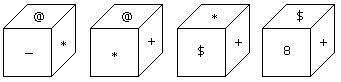 @ @ * $
– * * + $ + 8 +